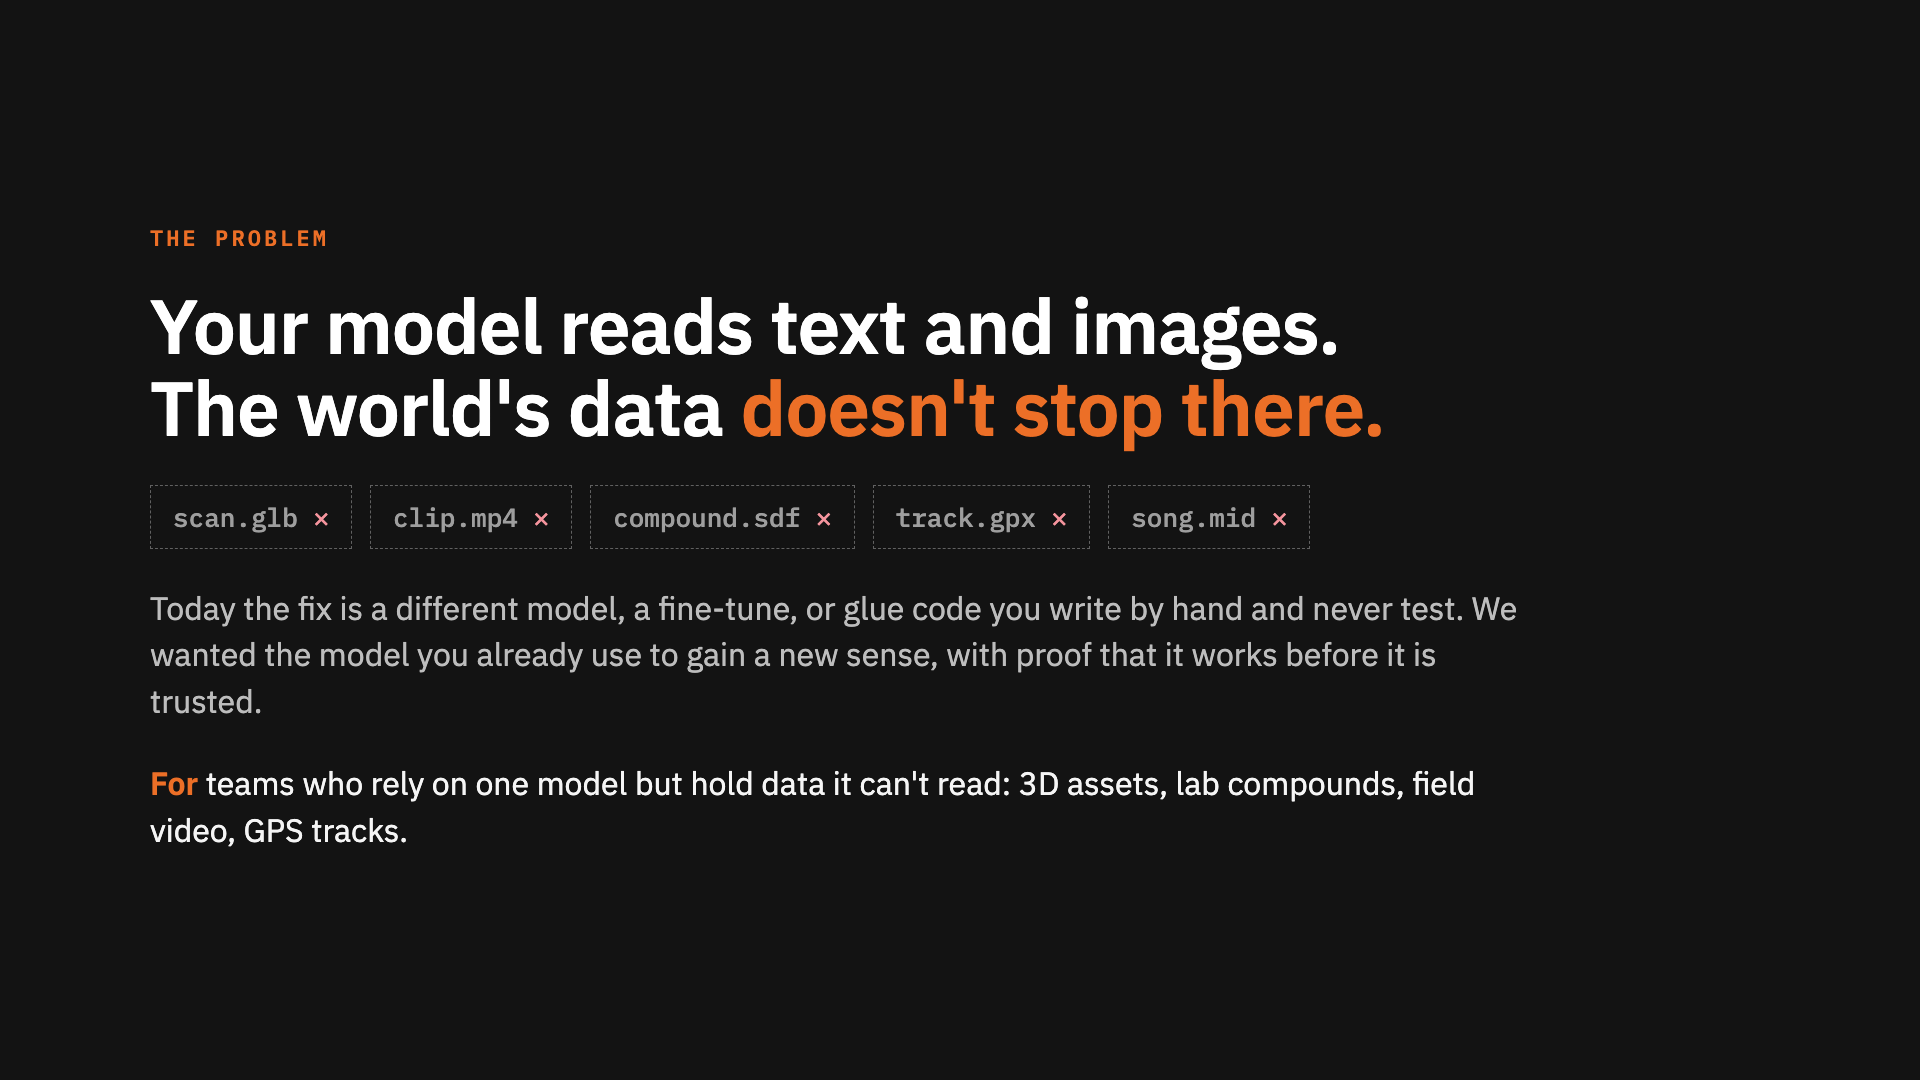 THE PROBLEM
Your model reads text and images.
The world's data doesn't stop there.
scan.glb × clip.mp4 × compound.sdf × track.gpx × song.mid ×
Today the fix is a different model, a fine-tune, or glue code you write by hand and never test. We
wanted the model you already use to gain a new sense, with proof that it works before it is
trusted.
For teams who rely on one model but hold data it can't read: 3D assets, lab compounds, field
video, GPS tracks.